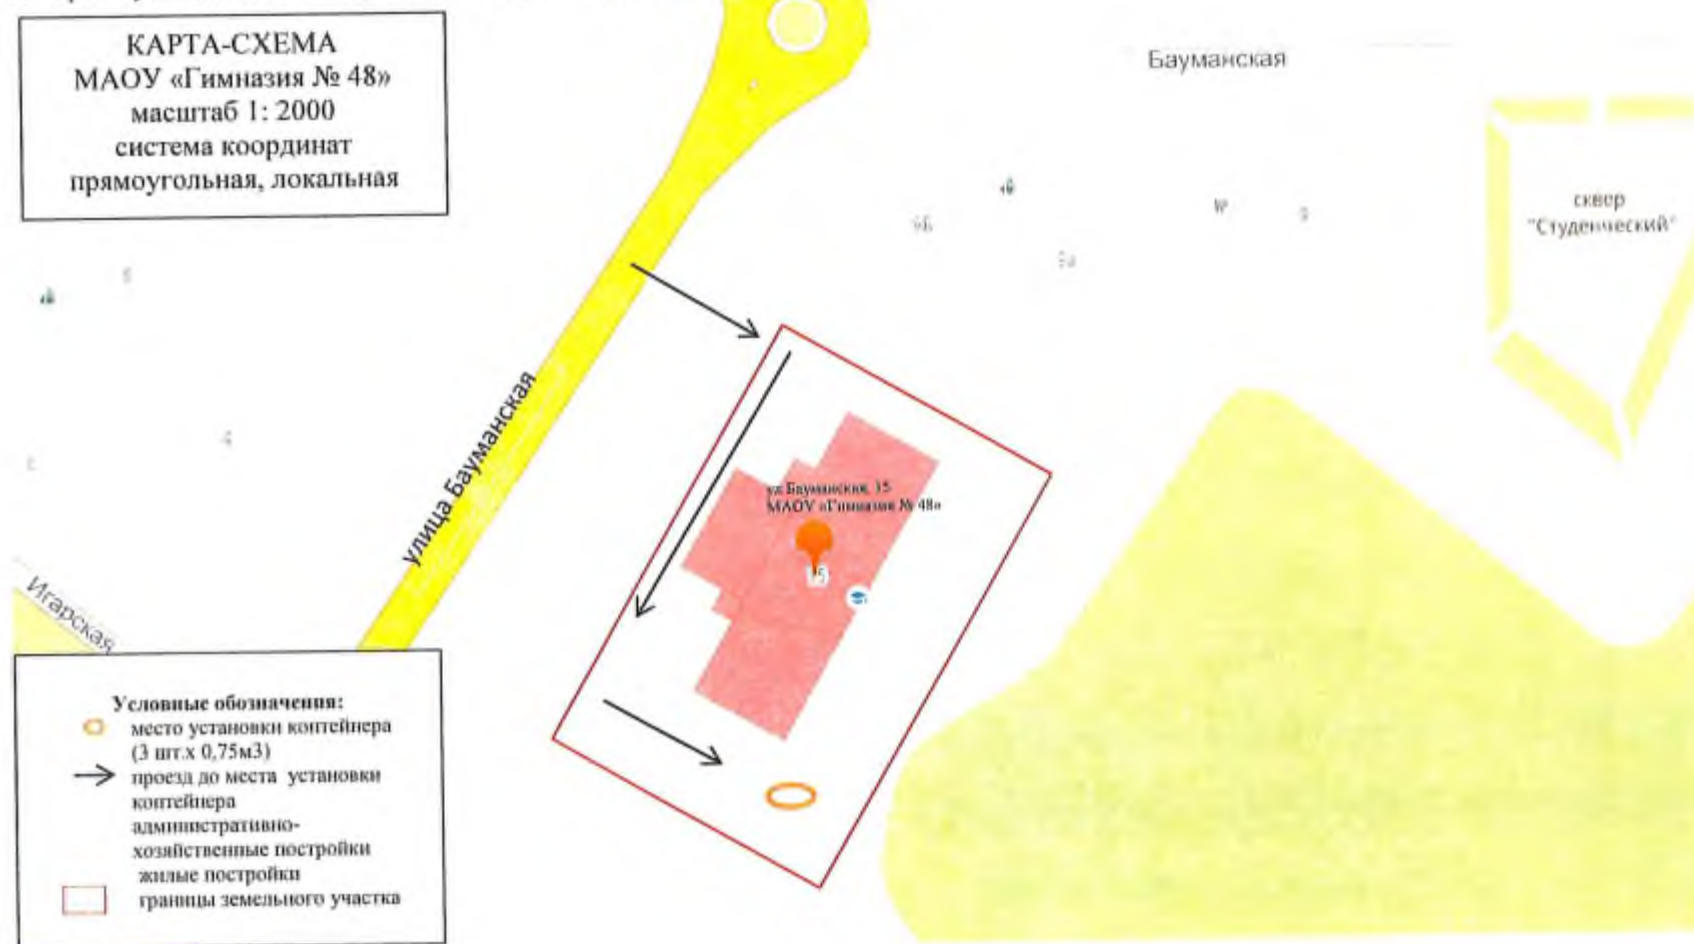 КАРТА-СХЕМА
МАОУ «Гимназия № 48»
масштаб 1: 2000
система координат
прямоугольная, локальная
Бауманская
сквер
"Студенческий"
улица Бауманская
ул Бауманская, 15
МАОУ «Гимназия № 48»
15
Игарская
Условные обозначения:
место установки контейнера
(3 шт.х 0,75м3)
проезд до места установки
контейнера
административно-
хозяйственные постройки
жилые постройки
границы земельного участка